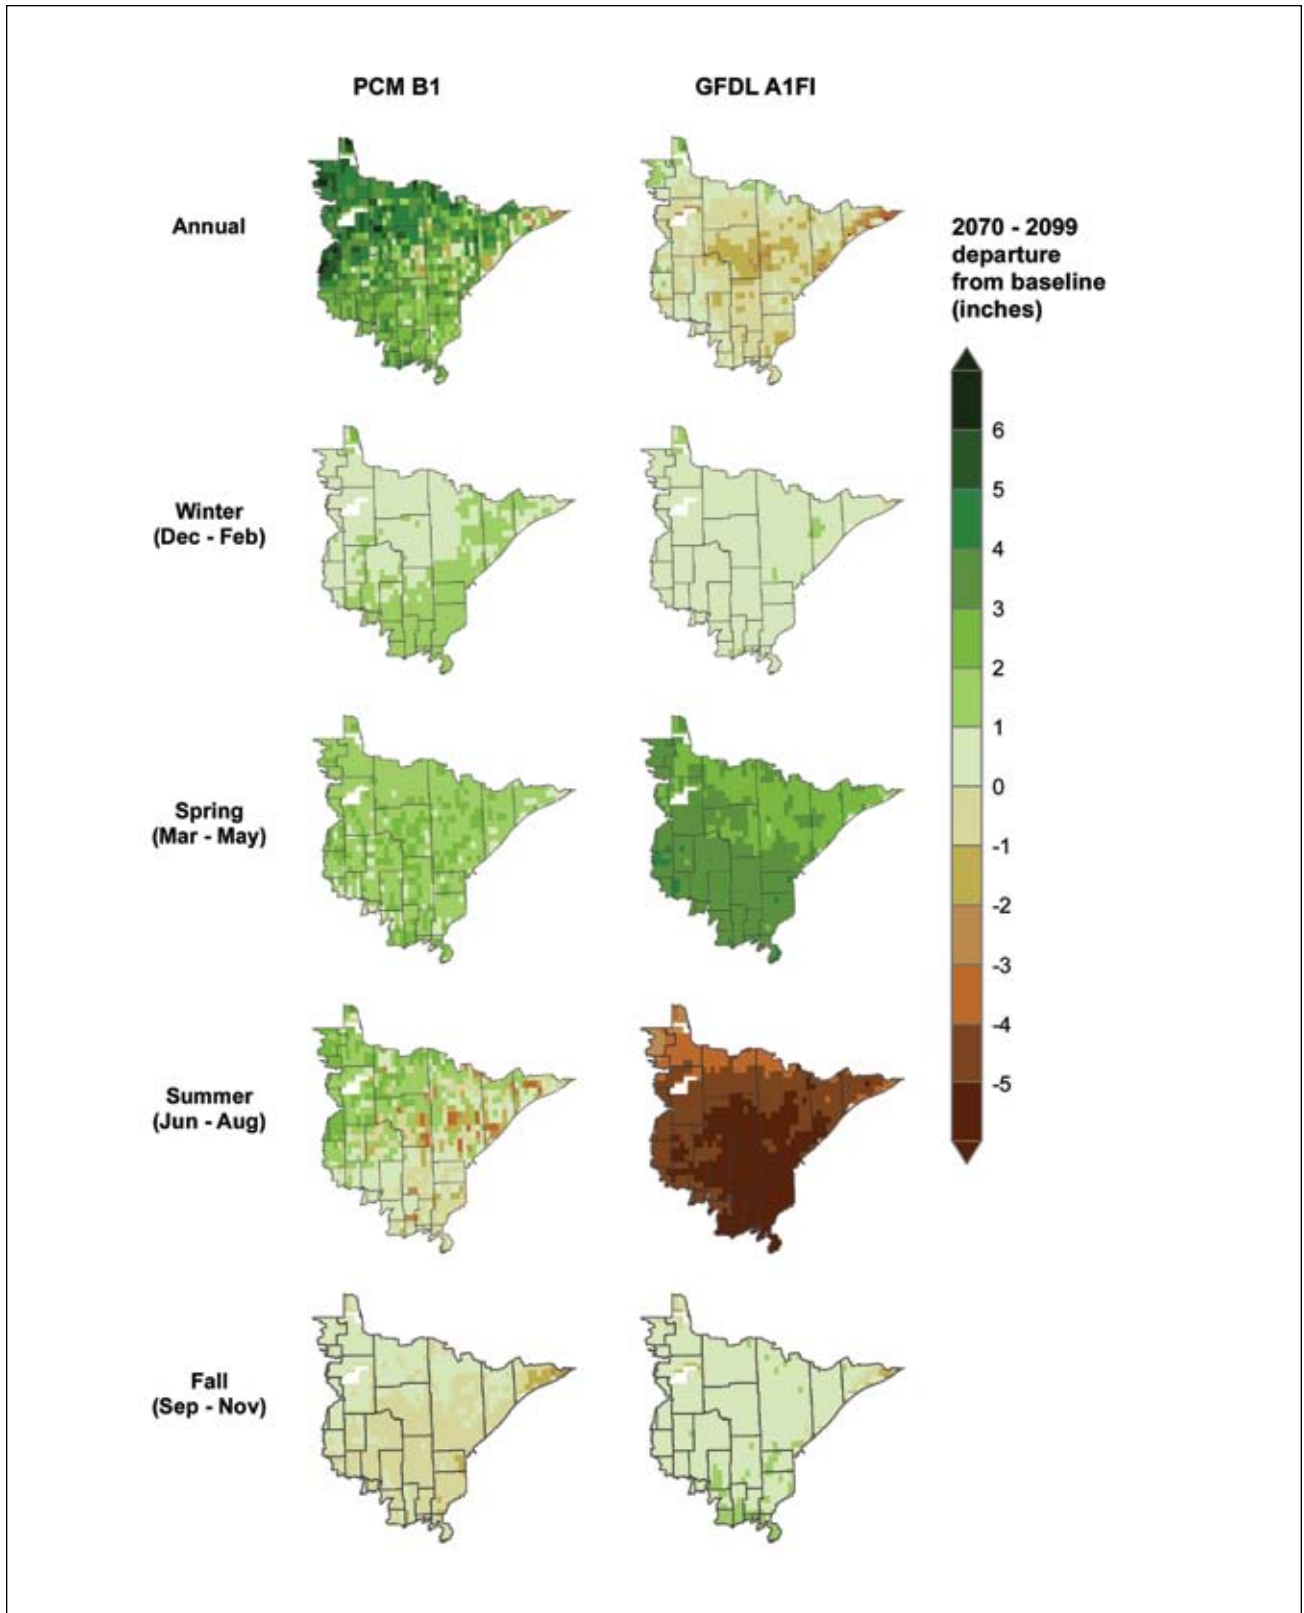 PCM B1
GFDL A1FI
Annual
2070 - 2099
departure
from baseline
(inches)
6
5
4
3
2
1
0
-1
-2
-3
-4
-5
Winter
(Dec - Feb)
Spring
(Mar - May)
Summer
(Jun - Aug)
Fall
(Sep - Nov)